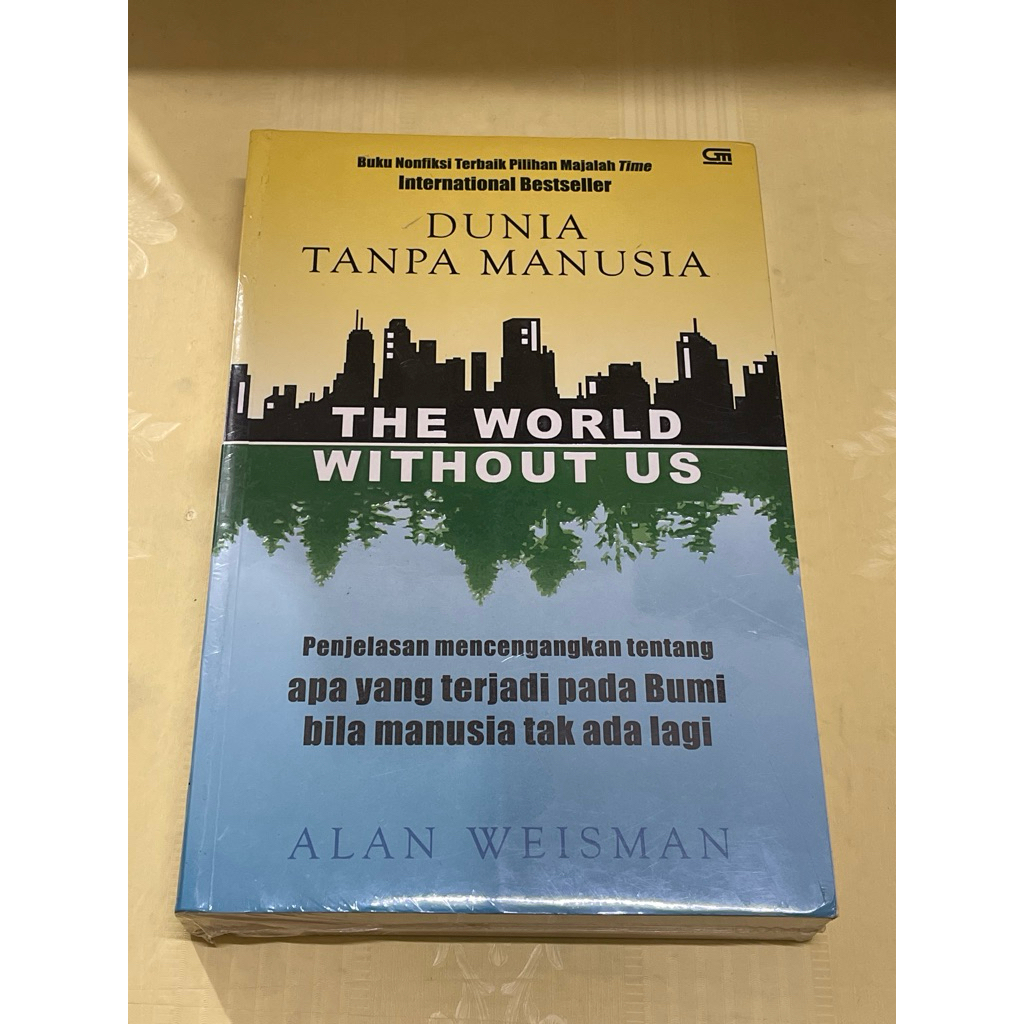 Buku Nonfiksi Terbaik Pilihan Majalah Time
International Bestseller
GM
DUNIA
TANPA MANUSIA
THE WORLD
WITHOUT US
Penjelasan mencengangkan tentang
apa yang terjadi pada Bumi
bila manusia tak ada lagi
ALAN WEISMAN